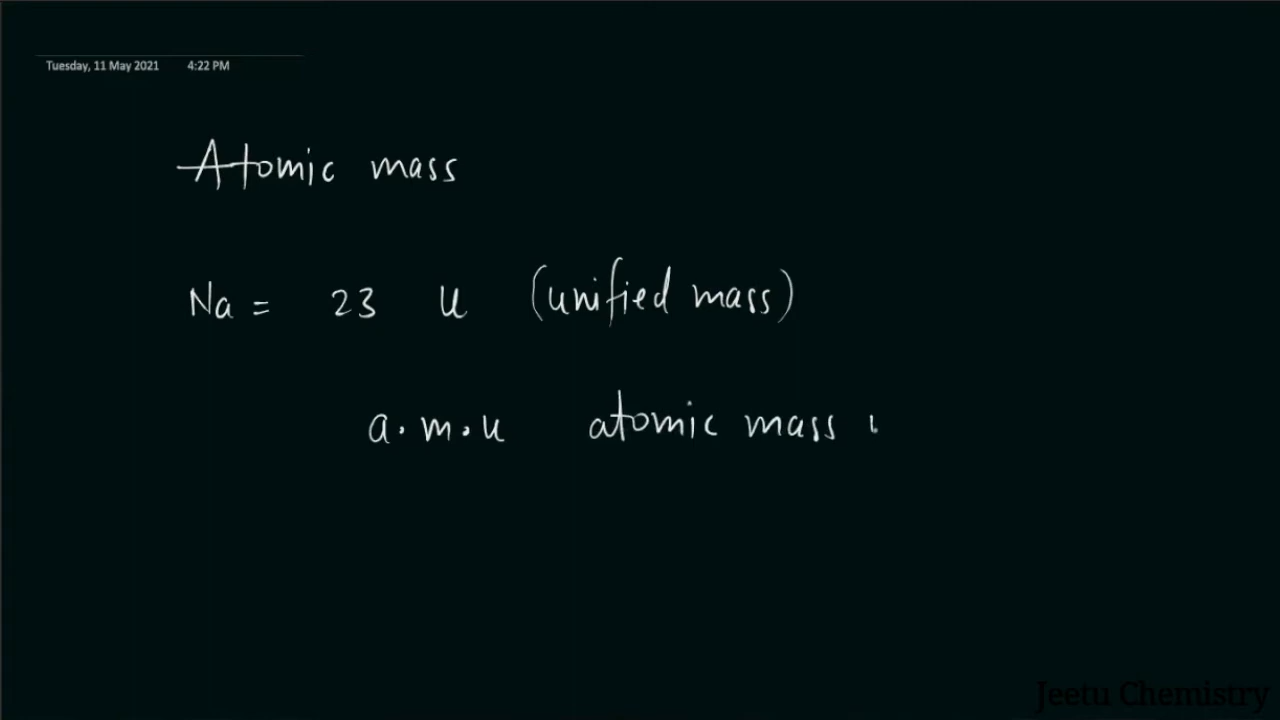 Tuesday, 11 May 2021 4:22 PM
Atomic mass
Na = 23 u (unified mass)
a.m.u atomic mass
Jeetu Chemistry